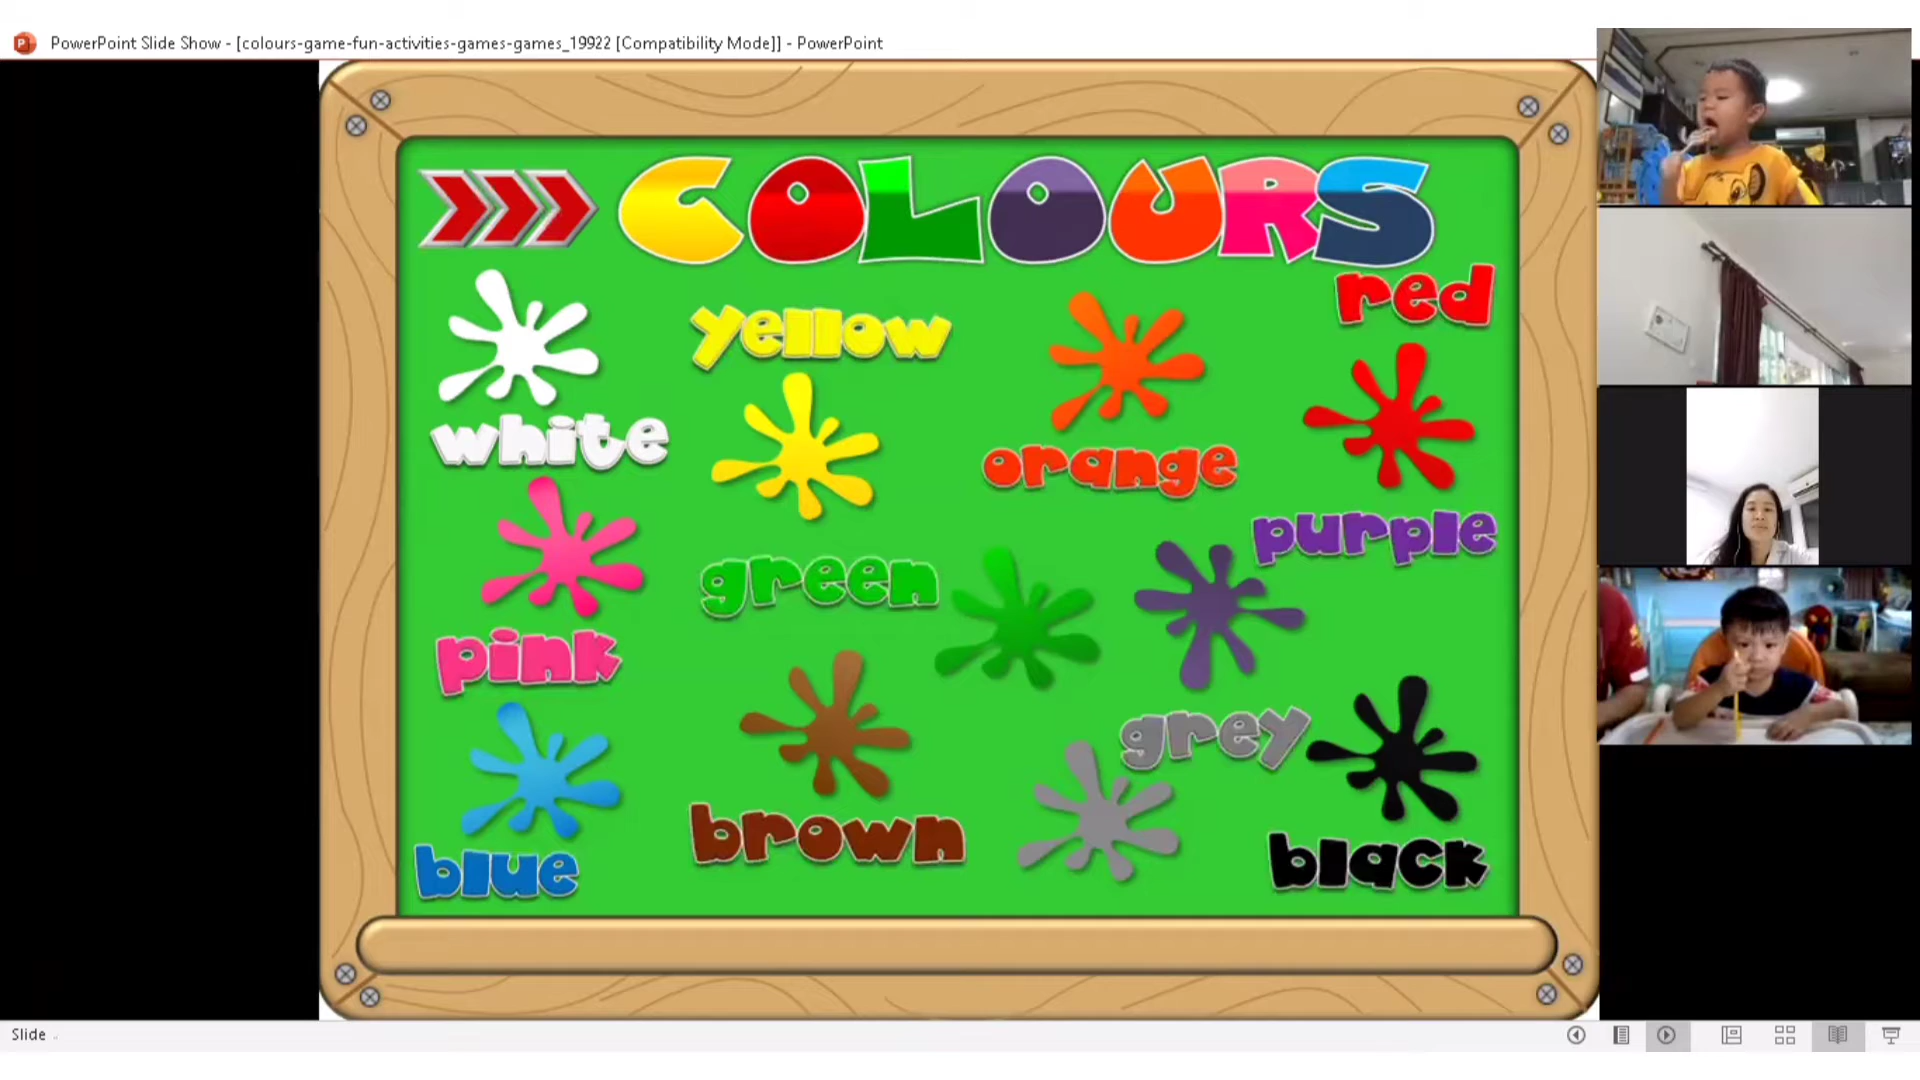 PowerPoint Slide Show - [colours-game-fun-activities-games-games_19922 [Compatibility Mode]] - PowerPoint
COLOURS
red
yellow
white
orange
purple
green
pink
grey
brown
black
blue
Slide